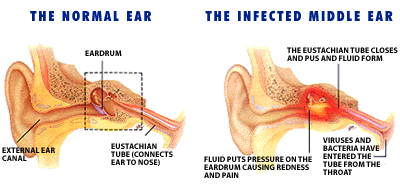 THE NORMAL EAR
EARDRUM
EXTERNAL EAR
CANAL
EUSTACHIAN
TUBE (CONNECTS
EAR TO NOSE)
THE INFECTED MIDDLE EAR
THE EUSTACHIAN TUBE CLOSES
AND PUS AND FLUID FORM
FLUID PUTS PRESSURE ON THE
EARDRUM CAUSING REDNESS
AND PAIN
VIRUSES AND
BACTERIA HAVE
ENTERED THE
TUBE FROM THE
THROAT